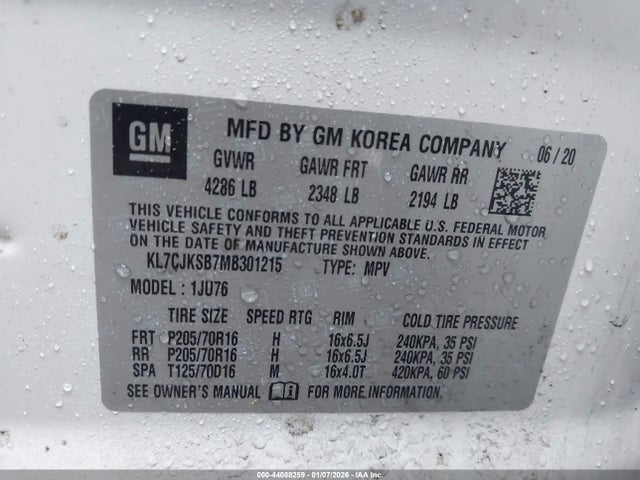 GM
MFD BY GM KOREA COMPANY 06/20
GVWR GAWR FRT GAWR RR
4286 LB 2348 LB 2194 LB
THIS VEHICLE CONFORMS TO ALL APPLICABLE U.S. FEDERAL MOTOR
VEHICLE SAFETY AND THEFT PREVENTION STANDARDS IN EFFECT
ON THE DATE OF MANUFACTURE SHOWN ABOVE.
KL7CJKSB7MB301215 TYPE: MPV
MODEL : 1JU76
TIRE SIZE SPEED RTG RIM COLD TIRE PRESSURE
FRT P205/70R16 H 16x6.5J 240KPA, 35 PSI
RR P205/70R16 H 16x6.5J 240KPA, 35 PSI
SPA T125/70D16 M 16x4.0T 420KPA, 60 PSI
SEE OWNER'S MANUAL FOR MORE INFORMATION.
000-44088259 - 01/07/2026 - IAA Inc.